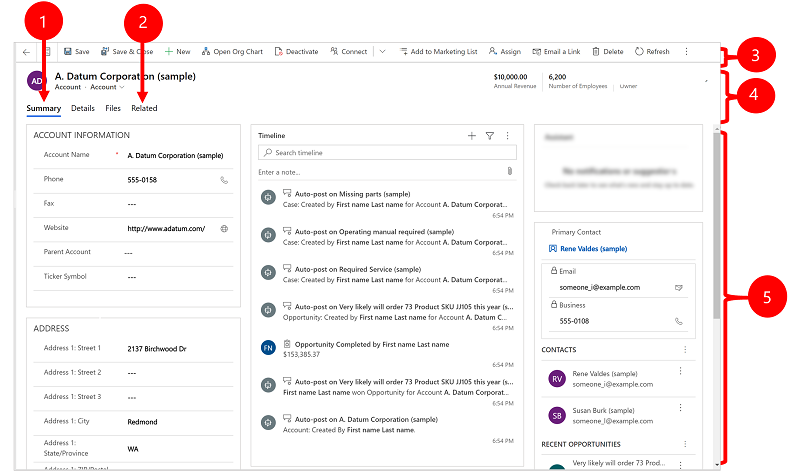 1
2
Save
Save & Close
New
Open Org Chart
Deactivate
Connect
Add to Marketing List
Assign
Email a Link
Delete
Refresh
3
AD
A. Datum Corporation (sample)
Account · Account
$10,000.00
Annual Revenue
6,200
Number of Employees
Owner
4
Summary
Details
Files
Related
ACCOUNT INFORMATION
Account Name
*
A. Datum Corporation (sample)
Phone
555-0158
Fax
---
Website
http://www.adatum.com/
Parent Account
---
Ticker Symbol
---
ADDRESS
Address 1: Street 1
2137 Birchwood Dr
Address 1: Street 2
---
Address 1: Street 3
---
Address 1: City
Redmond
Address 1:
State/Province
WA
Address 1: ZIP/Postal
Timeline
Search timeline
Enter a note...
Auto-post on Missing parts (sample)
Case: Created by First name Last name for Account A. Datum Corporat...
6:54 PM
Auto-post on Operating manual required (sample)
Case: Created by First name Last name for Account A. Datum Corporat...
6:54 PM
Auto-post on Required Service (sample)
Case: Created by First name Last name for Account A. Datum Corporat...
6:54 PM
Auto-post on Very likely will order 73 Product SKU JJ105 this year (s...
Opportunity: Created by First name Last name for Account A. Datum C...
6:54 PM
FN
Opportunity Completed by First name Last name
$153,385.37
Auto-post on Very likely will order 73 Product SKU JJ105 this year (s...
First name Last name won Opportunity for Account A. Datum Corporat...
6:54 PM
Auto-post on A. Datum Corporation (sample)
Account: Created By First name Last name.
6:54 PM
Assistant
No notifications or suggestions
Check back later to see what's new and stay up to date.
Primary Contact
Rene Valdes (sample)
Email
someone_i@example.com
Business
555-0108
CONTACTS
RV
Rene Valdes (sample)
someone_i@example.com
SB
Susan Burk (sample)
someone_l@example.com
RECENT OPPORTUNITIES
Very likely will order 73 Prod...
5